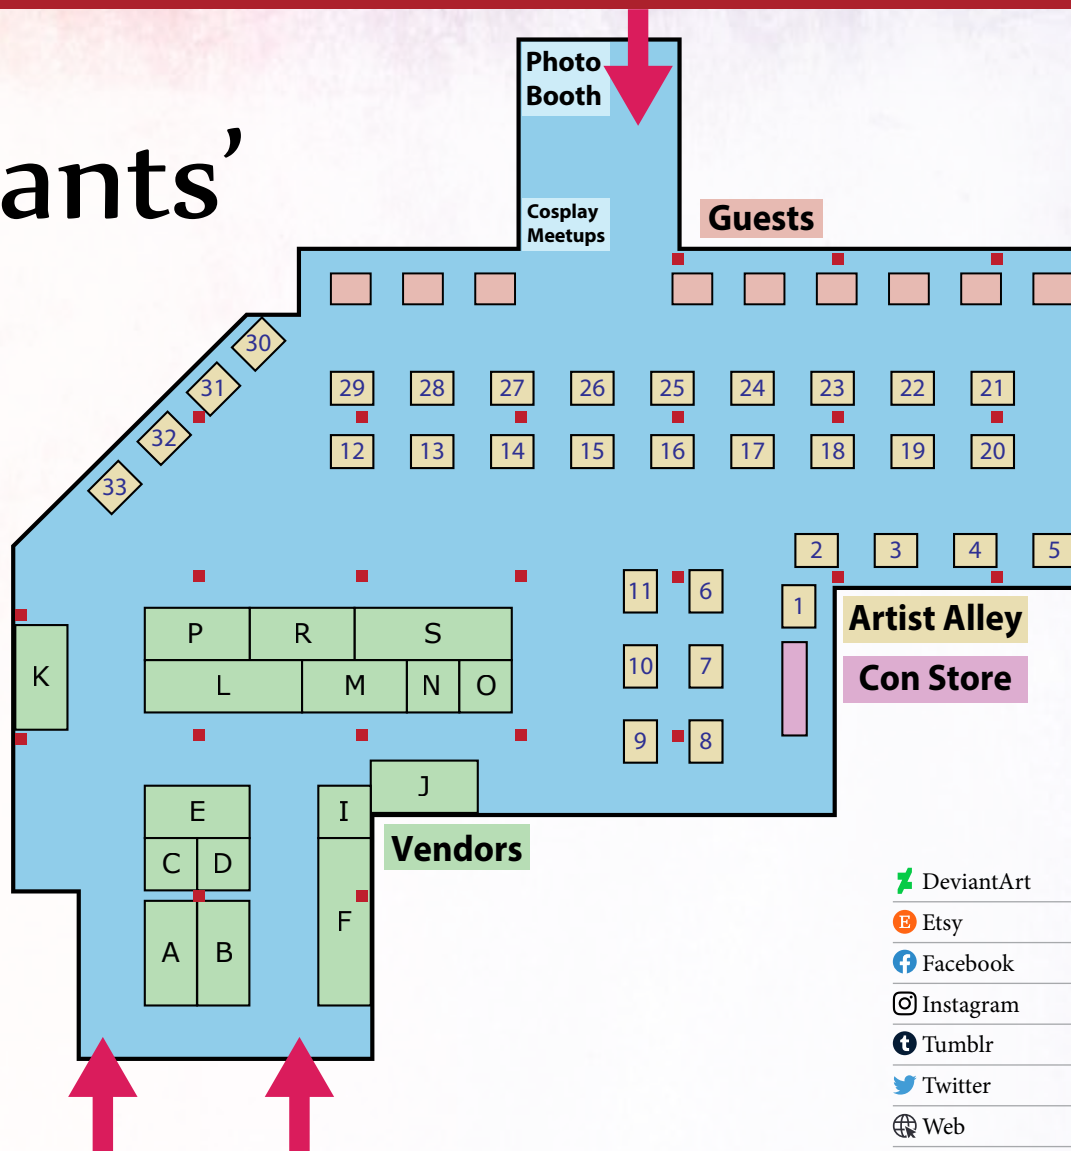 Photo
Booth
ants’
Cosplay
Meetups
Guests
30
31
32
33
29 28 27 26 25 24 23 22 21
12 13 14 15 16 17 18 19 20
2 3 4 5
11 6
1
10 7
9 8
Artist Alley
Con Store
P R S
K
L M N O
J
E I
C D
F
A B
Vendors
DeviantArt
Etsy
Facebook
Instagram
Tumblr
Twitter
Web